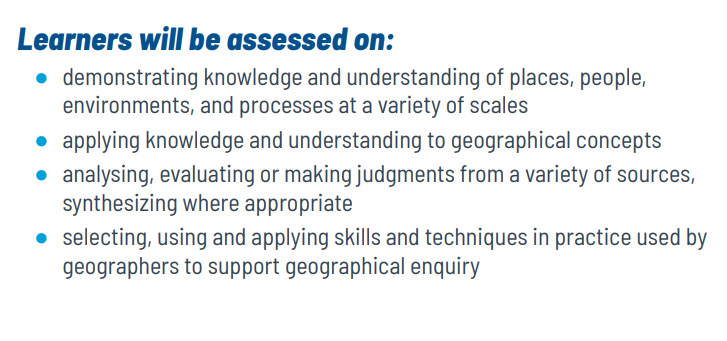 Learners will be assessed on:
● demonstrating knowledge and understanding of places, people,
environments, and processes at a variety of scales
● applying knowledge and understanding to geographical concepts
● analysing, evaluating or making judgments from a variety of sources,
synthesizing where appropriate
● selecting, using and applying skills and techniques in practice used by
geographers to support geographical enquiry